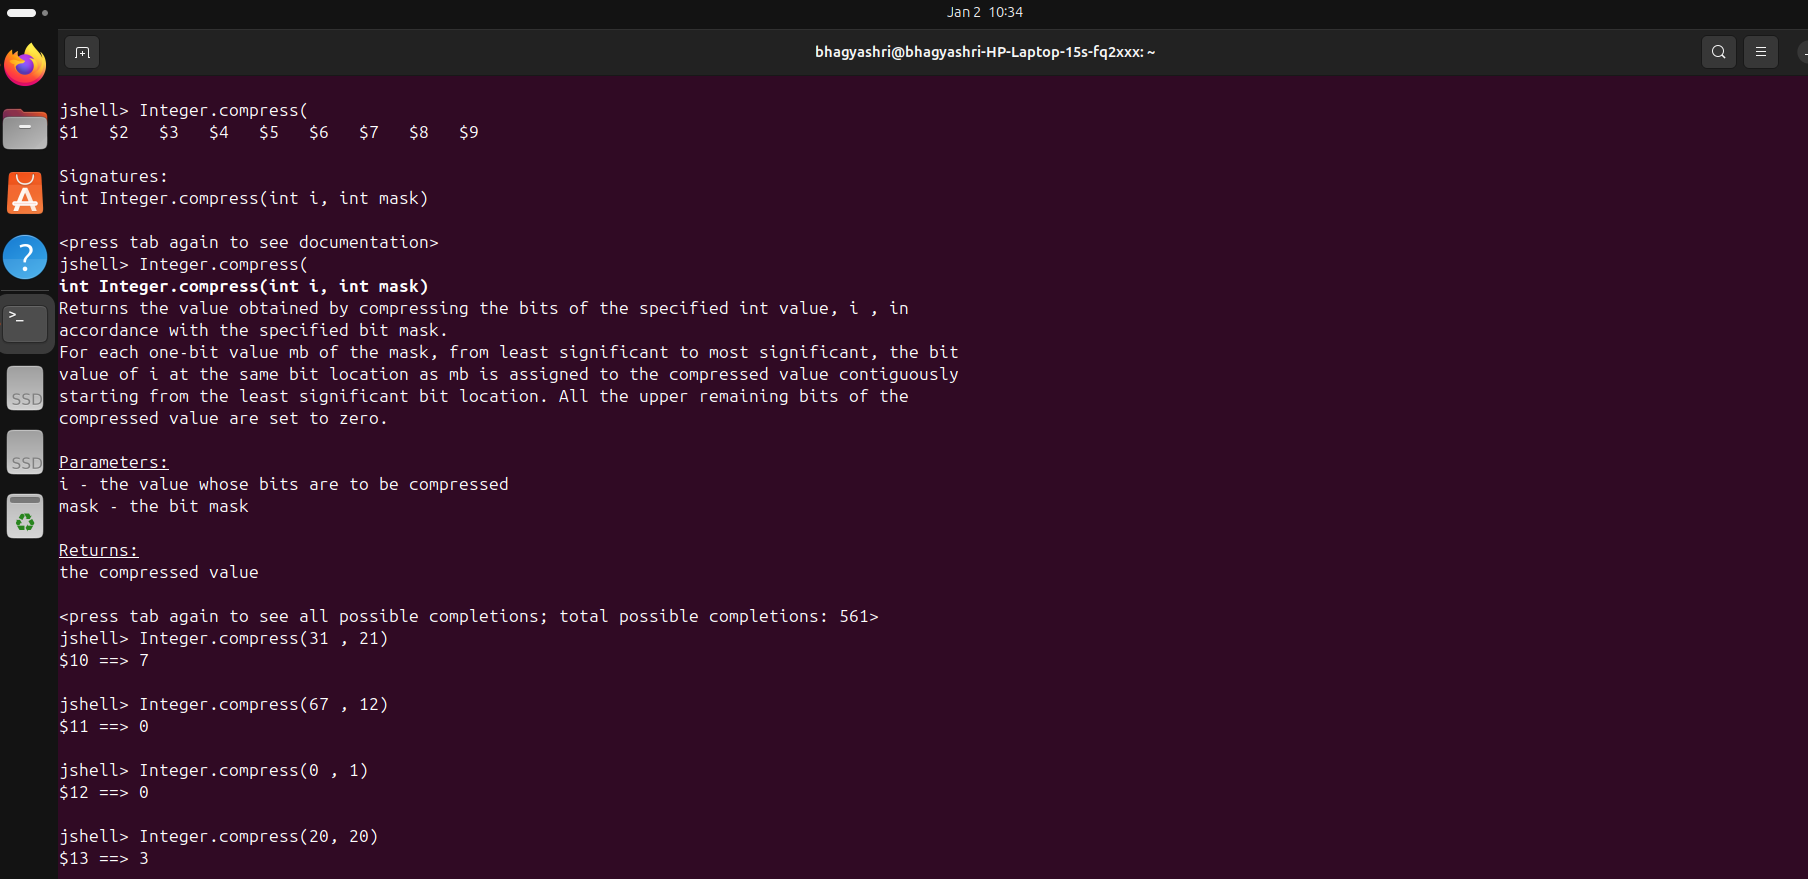 Jan 2  10:34
bhagyashri@bhagyashri-HP-Laptop-15s-fq2xxx: ~
jshell> Integer.compress(
$1   $2   $3   $4   $5   $6   $7   $8   $9
Signatures:
int Integer.compress(int i, int mask)
<press tab again to see documentation>
jshell> Integer.compress(
int Integer.compress(int i, int mask)
Returns the value obtained by compressing the bits of the specified int value, i , in
accordance with the specified bit mask.
For each one-bit value mb of the mask, from least significant to most significant, the bit
value of i at the same bit location as mb is assigned to the compressed value contiguously
starting from the least significant bit location. All the upper remaining bits of the
compressed value are set to zero.
Parameters:
i - the value whose bits are to be compressed
mask - the bit mask
Returns:
the compressed value
<press tab again to see all possible completions; total possible completions: 561>
jshell> Integer.compress(31 , 21)
$10 ==> 7
jshell> Integer.compress(67 , 12)
$11 ==> 0
jshell> Integer.compress(0 , 1)
$12 ==> 0
jshell> Integer.compress(20, 20)
$13 ==> 3
A
?
>_
SSD
SSD